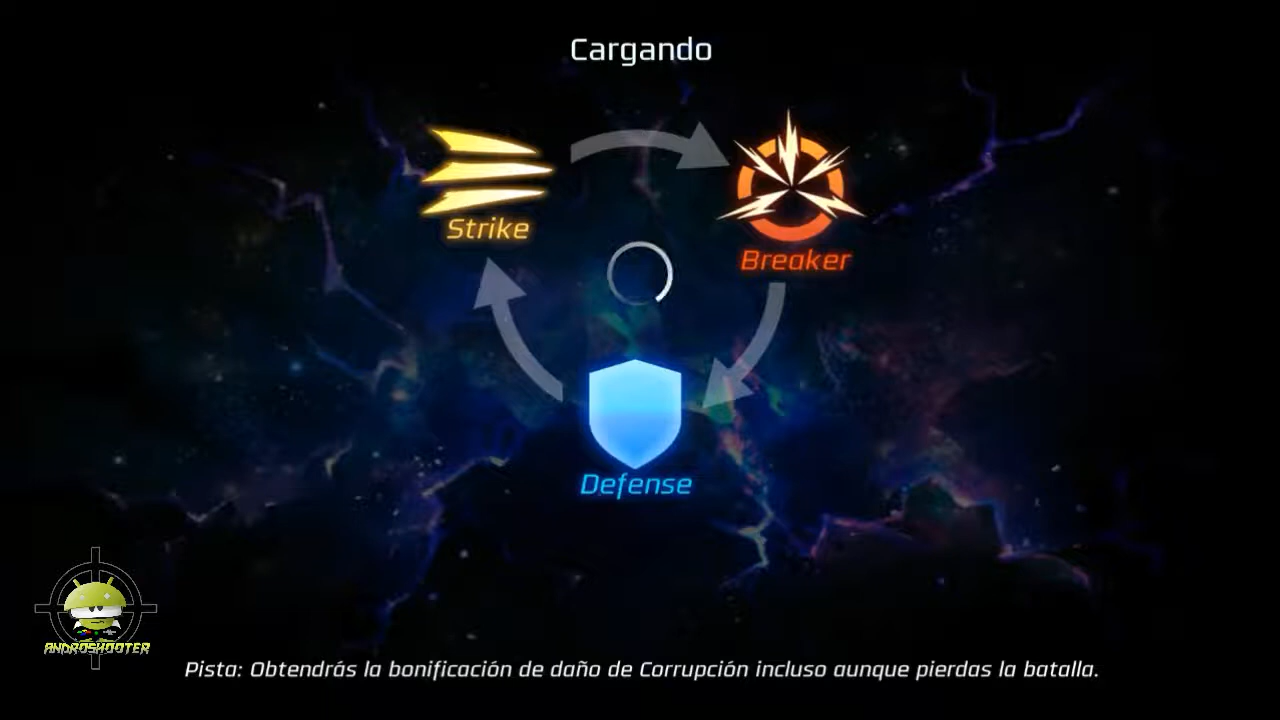 Cargando
Strike
Breaker
Defense
ANDROSHOOTER
Pista: Obtendrás la bonificación de daño de Corrupción incluso aunque pierdas la batalla.